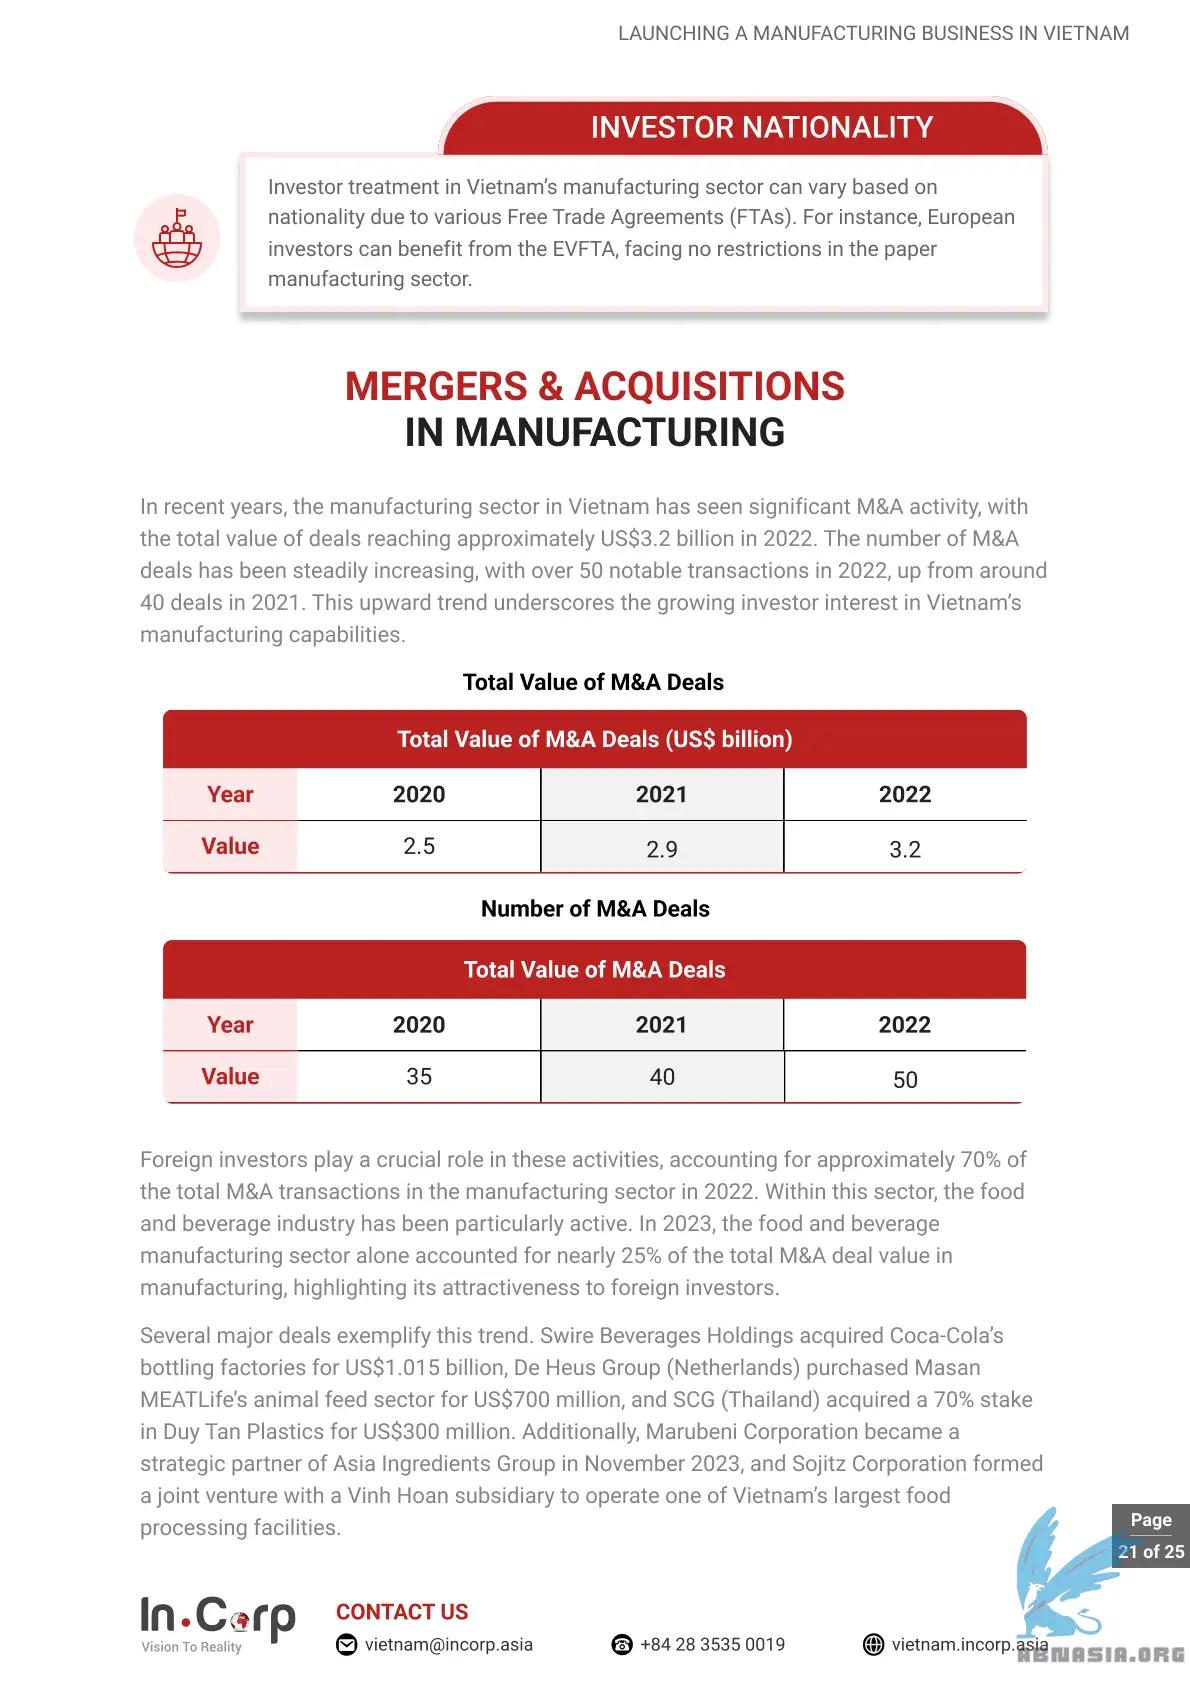 LAUNCHING A MANUFACTURING BUSINESS IN VIETNAM
INVESTOR NATIONALITY
Investor treatment in Vietnam’s manufacturing sector can vary based on
nationality due to various Free Trade Agreements (FTAs). For instance, European
investors can benefit from the EVFTA, facing no restrictions in the paper
manufacturing sector.
MERGERS & ACQUISITIONS
IN MANUFACTURING
In recent years, the manufacturing sector in Vietnam has seen significant M&A activity, with
the total value of deals reaching approximately US$3.2 billion in 2022. The number of M&A
deals has been steadily increasing, with over 50 notable transactions in 2022, up from around
40 deals in 2021. This upward trend underscores the growing investor interest in Vietnam’s
manufacturing capabilities.
Total Value of M&A Deals
Total Value of M&A Deals (US$ billion)
Year 2020 2021 2022
Value 2.5 2.9 3.2
Number of M&A Deals
Total Value of M&A Deals
Year 2020 2021 2022
Value 35 40 50
Foreign investors play a crucial role in these activities, accounting for approximately 70% of
the total M&A transactions in the manufacturing sector in 2022. Within this sector, the food
and beverage industry has been particularly active. In 2023, the food and beverage
manufacturing sector alone accounted for nearly 25% of the total M&A deal value in
manufacturing, highlighting its attractiveness to foreign investors.
Several major deals exemplify this trend. Swire Beverages Holdings acquired Coca-Cola’s
bottling factories for US$1.015 billion, De Heus Group (Netherlands) purchased Masan
MEATLife’s animal feed sector for US$700 million, and SCG (Thailand) acquired a 70% stake
in Duy Tan Plastics for US$300 million. Additionally, Marubeni Corporation became a
strategic partner of Asia Ingredients Group in November 2023, and Sojitz Corporation formed
a joint venture with a Vinh Hoan subsidiary to operate one of Vietnam’s largest food
processing facilities.
Page
21 of 25
In.Corp
Vision To Reality
CONTACT US
vietnam@incorp.asia +84 28 3535 0019 vietnam.incorp.asia
ABNASIA.ORG